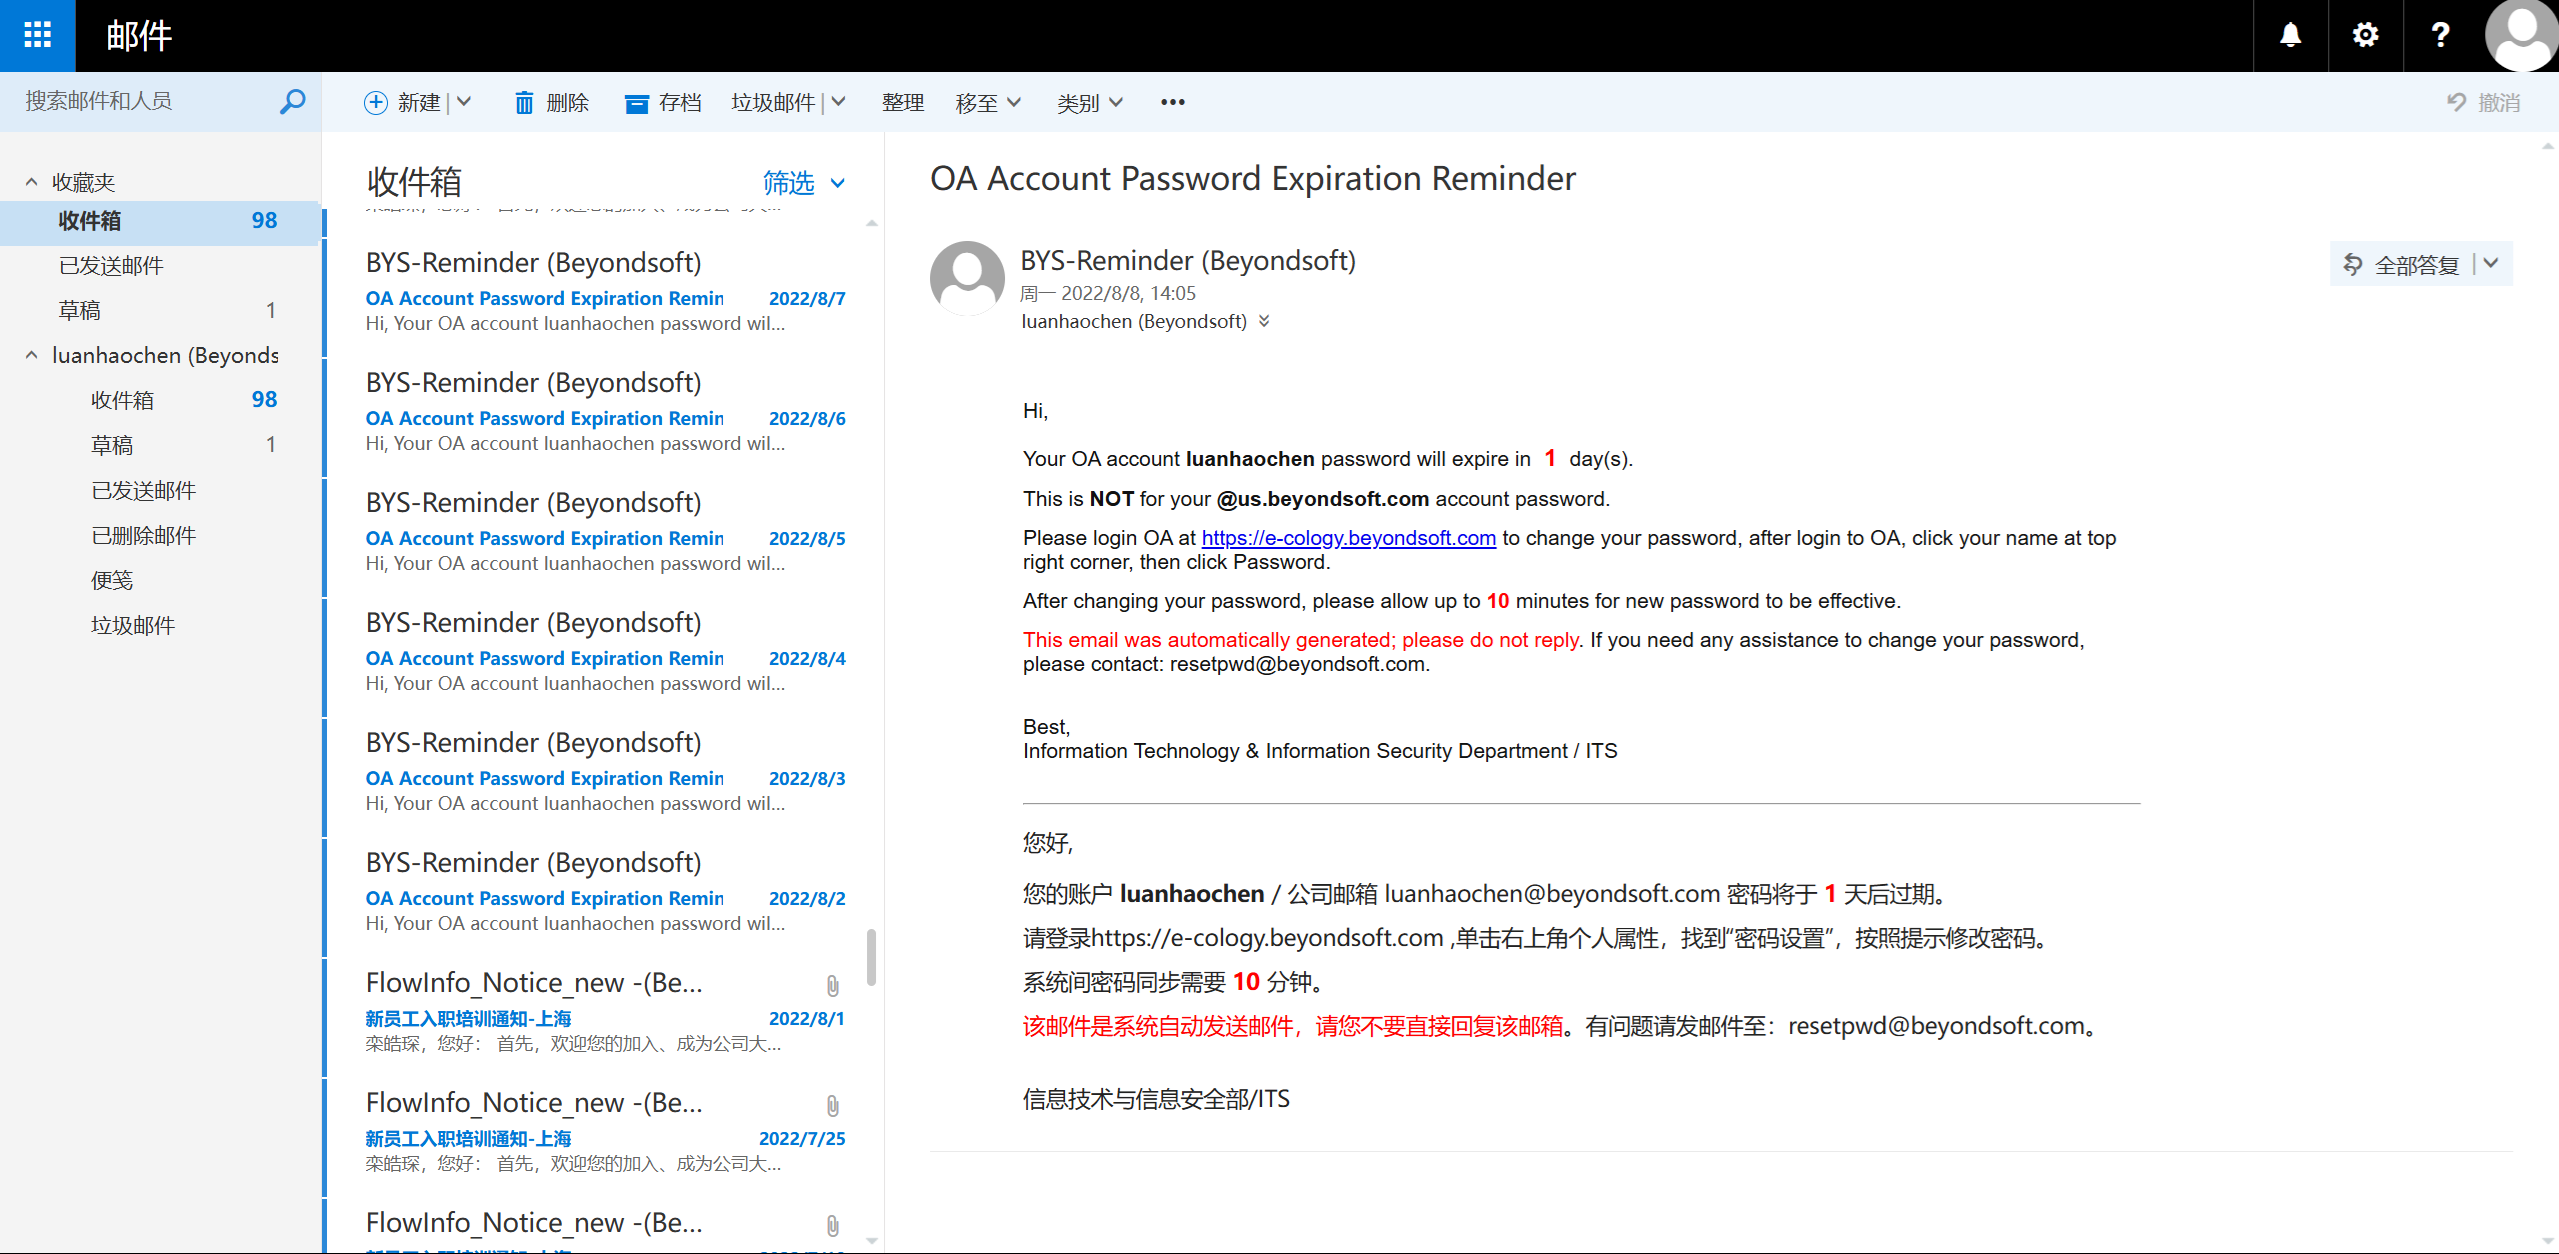 邮件
搜索邮件和人员
新建
删除
存档
垃圾邮件
整理
移至
类别
撤消
收藏夹
收件箱 98
已发送邮件
草稿 1
luanhaochen (Beyonds
收件箱 98
草稿 1
已发送邮件
已删除邮件
便笺
垃圾邮件
收件箱
筛选
BYS-Reminder (Beyondsoft)
OA Account Password Expiration Remin 2022/8/7
Hi, Your OA account luanhaochen password wil...
BYS-Reminder (Beyondsoft)
OA Account Password Expiration Remin 2022/8/6
Hi, Your OA account luanhaochen password wil...
BYS-Reminder (Beyondsoft)
OA Account Password Expiration Remin 2022/8/5
Hi, Your OA account luanhaochen password wil...
BYS-Reminder (Beyondsoft)
OA Account Password Expiration Remin 2022/8/4
Hi, Your OA account luanhaochen password wil...
BYS-Reminder (Beyondsoft)
OA Account Password Expiration Remin 2022/8/3
Hi, Your OA account luanhaochen password wil...
BYS-Reminder (Beyondsoft)
OA Account Password Expiration Remin 2022/8/2
Hi, Your OA account luanhaochen password wil...
FlowInfo_Notice_new -(Be...
新员工入职培训通知-上海 2022/8/1
栾皓琛，您好： 首先，欢迎您的加入、成为公司大...
FlowInfo_Notice_new -(Be...
新员工入职培训通知-上海 2022/7/25
栾皓琛，您好： 首先，欢迎您的加入、成为公司大...
FlowInfo_Notice_new -(Be...
OA Account Password Expiration Reminder
BYS-Reminder (Beyondsoft)
周一 2022/8/8, 14:05
luanhaochen (Beyondsoft)
全部答复
Hi,
Your OA account luanhaochen password will expire in 1 day(s).
This is NOT for your @us.beyondsoft.com account password.
Please login OA at https://e-cology.beyondsoft.com to change your password, after login to OA, click your name at top
right corner, then click Password.
After changing your password, please allow up to 10 minutes for new password to be effective.
This email was automatically generated; please do not reply. If you need any assistance to change your password,
please contact: resetpwd@beyondsoft.com.
Best,
Information Technology & Information Security Department / ITS
您好,
您的账户 luanhaochen / 公司邮箱 luanhaochen@beyondsoft.com 密码将于 1 天后过期。
请登录https://e-cology.beyondsoft.com ,单击右上角个人属性，找到“密码设置”，按照提示修改密码。
系统间密码同步需要 10 分钟。
该邮件是系统自动发送邮件，请您不要直接回复该邮箱。有问题请发邮件至：resetpwd@beyondsoft.com。
信息技术与信息安全部/ITS